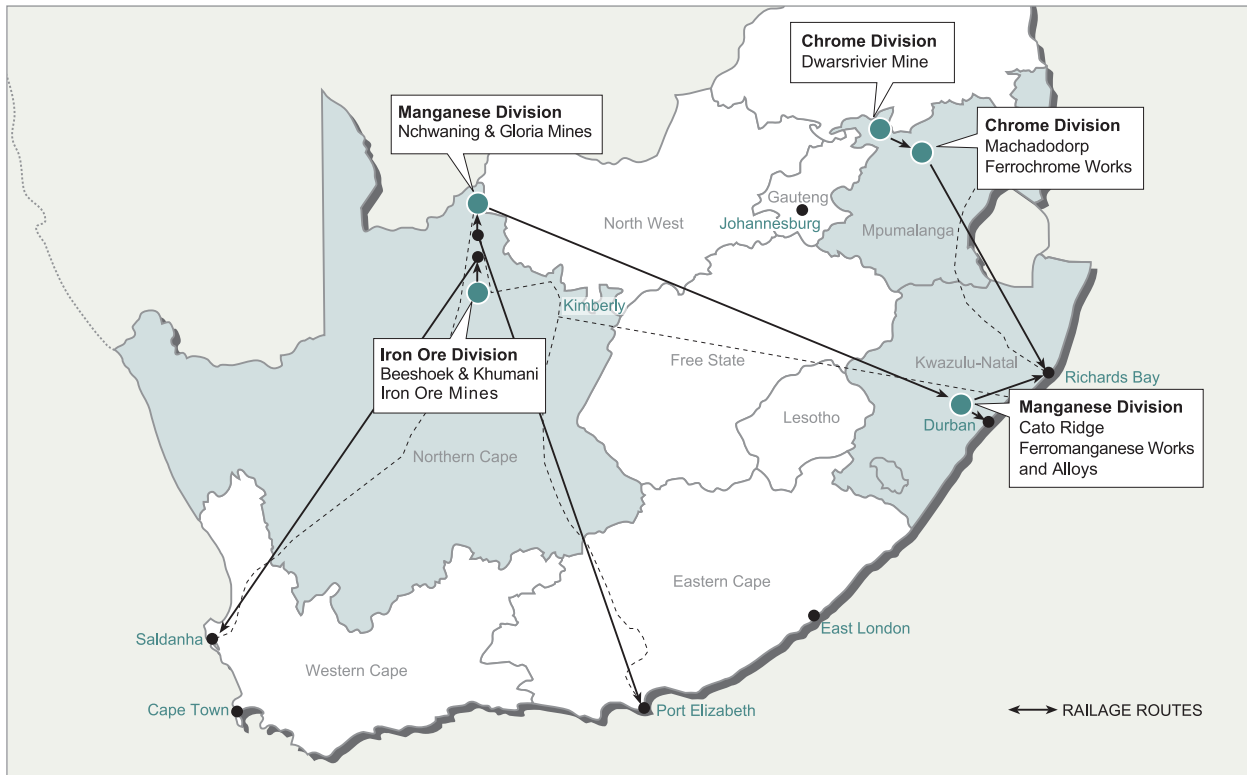 Chrome Division
Dwarsrivier Mine
Manganese Division
Nchwaning & Gloria Mines
Chrome Division
Machadodorp
Ferrochrome Works
Gauteng
Johannesburg
North West
Mpumalanga
Kimberly
Iron Ore Division
Beeshoek & Khumani
Iron Ore Mines
Free State
Kwazulu-Natal
Richards Bay
Lesotho
Durban
Manganese Division
Cato Ridge
Ferromanganese Works
and Alloys
Northern Cape
Eastern Cape
East London
Saldanha
Western Cape
Cape Town
Port Elizabeth
RAILAGE ROUTES